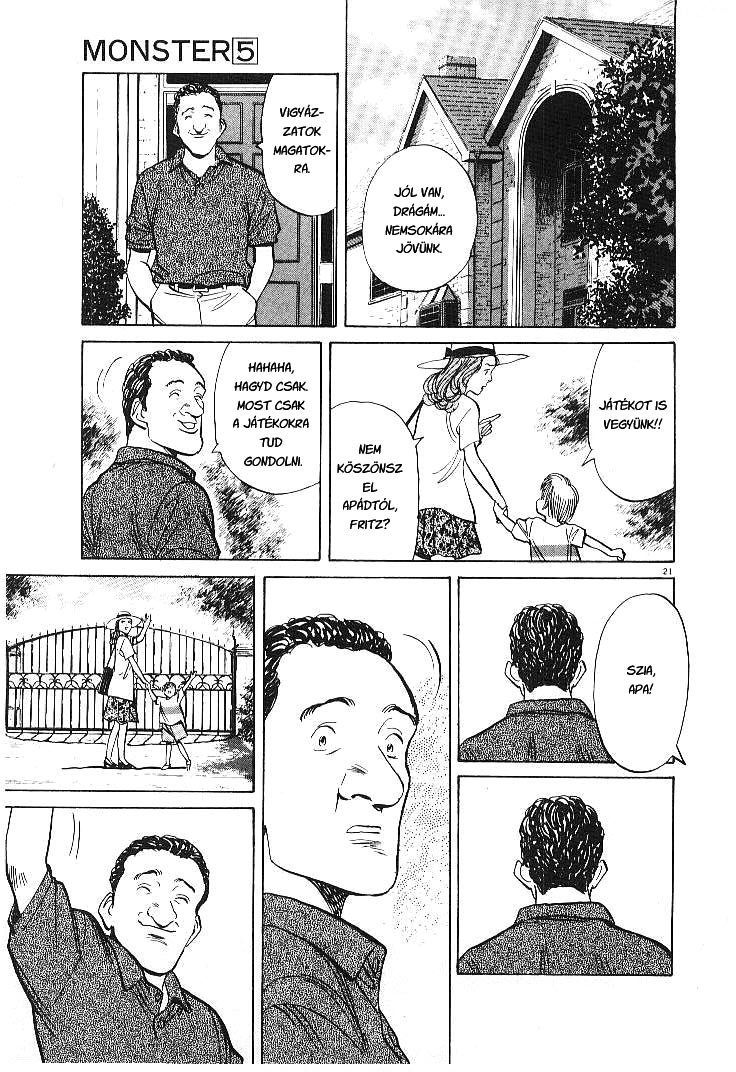 MONSTER 5
JÓL VAN,
DRÁGÁM...
NEMSOKÁRA
JÖVÜNK.
VIGYÁZ-
ZATOK
MAGATOK-
RA.
JÁTÉKOT IS
VEGYÜNK!!
NEM
KÖSZÖNSZ
EL
APÁDTÓL,
FRITZ?
HAHAHA,
HAGYD CSAK.
MOST CSAK
A JÁTÉKOKRA
TUD
GONDOLNI.
21
SZIA,
APA!